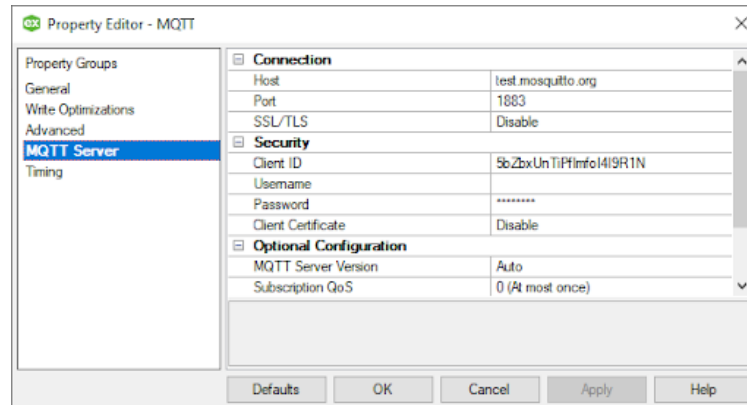 Property Editor - MQTT
Property Groups
General
Write Optimizations
Advanced
MQTT Server
Timing
Connection
Host test.mosquitto.org
Port 1883
SSL/TLS Disable
Security
Client ID
Username
Password ********
Client Certificate Disable
Optional Configuration
MQTT Server Version Auto
Subscription QoS 0 (At most once)
Defaults OK Cancel Apply Help